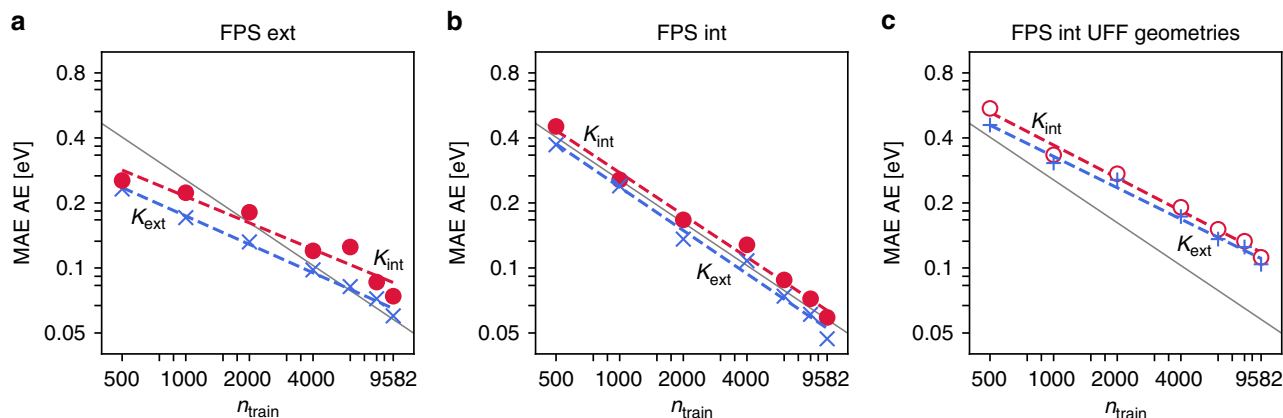 a
FPS ext
MAE AE [eV]
0.8
0.4
0.2
0.1
0.05
K_ext
K_int
500 1000 2000 4000 9582
n_train
b
FPS int
MAE AE [eV]
0.8
0.4
0.2
0.1
0.05
K_int
K_ext
500 1000 2000 4000 9582
n_train
c
FPS int UFF geometries
MAE AE [eV]
0.8
0.4
0.2
0.1
0.05
K_int
K_ext
500 1000 2000 4000 9582
n_train